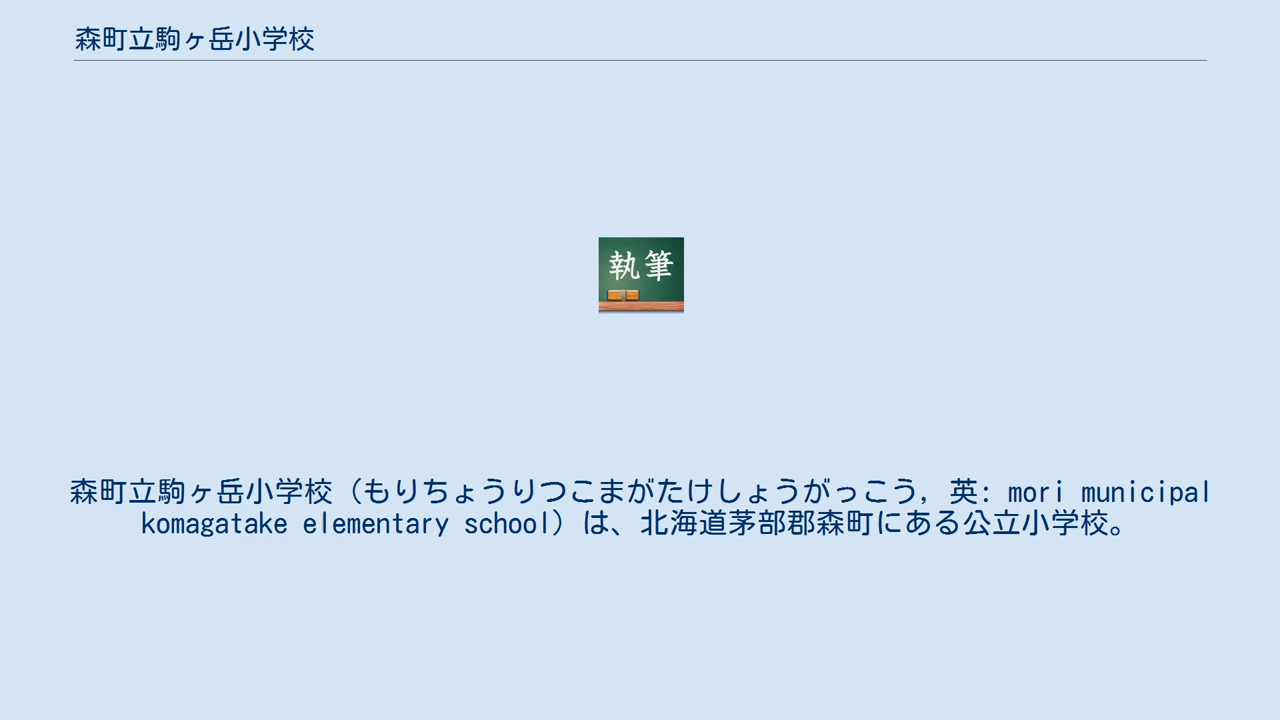 森町立駒ヶ岳小学校
執筆
森町立駒ヶ岳小学校（もりちょうりつこまがたけしょうがっこう, 英: mori municipal
komagatake elementary school）は、北海道茅部郡森町にある公立小学校。